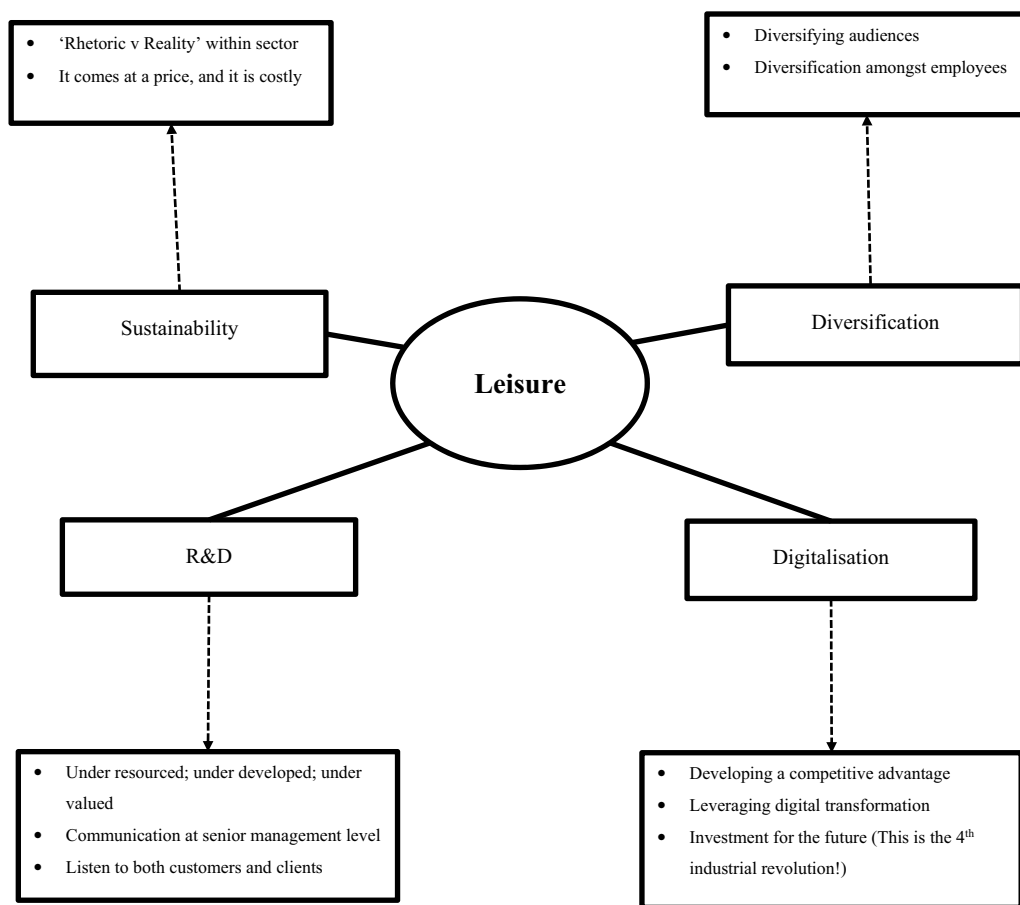 • ‘Rhetoric v Reality’ within sector
• It comes at a price, and it is costly
• Diversifying audiences
• Diversification amongst employees
Sustainability
Diversification
Leisure
R&D
Digitalisation
• Under resourced; under developed; under
valued
• Communication at senior management level
• Listen to both customers and clients
• Developing a competitive advantage
• Leveraging digital transformation
• Investment for the future (This is the 4th
industrial revolution!)